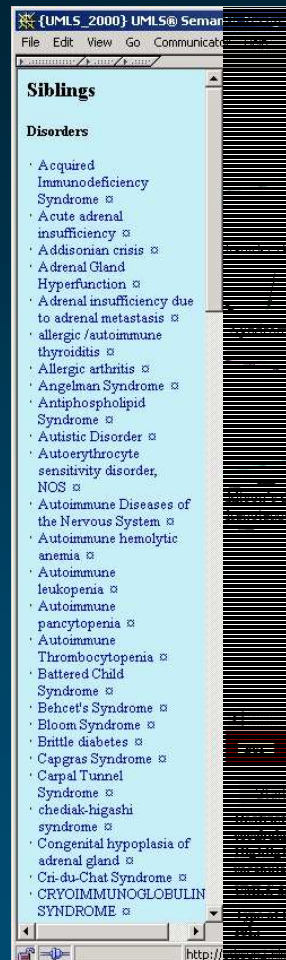 {UMLS_2000} UMLS® Seman
File Edit View Go Communicator
Siblings
Disorders
· Acquired
Immunodeficiency
Syndrome ¤
· Acute adrenal
insufficiency ¤
· Addisonian crisis ¤
· Adrenal Gland
Hyperfunction ¤
· Adrenal insufficiency due
to adrenal metastasis ¤
· allergic /autoimmune
thyroiditis ¤
· Allergic arthritis ¤
· Angelman Syndrome ¤
· Antiphospholipid
Syndrome ¤
· Autistic Disorder ¤
· Autoerythrocyte
sensitivity disorder,
NOS ¤
· Autoimmune Diseases of
the Nervous System ¤
· Autoimmune hemolytic
anemia ¤
· Autoimmune
leukopenia ¤
· Autoimmune
pancytopenia ¤
· Autoimmune
Thrombocytopenia ¤
· Battered Child
Syndrome ¤
· Behcet's Syndrome ¤
· Bloom Syndrome ¤
· Brittle diabetes ¤
· Capgras Syndrome ¤
· Carpal Tunnel
Syndrome ¤
· chediak-higashi
syndrome ¤
· Congenital hypoplasia of
adrenal gland ¤
· Cri-du-Chat Syndrome ¤
· CRYOIMMUNOGLOBULIN
SYNDROME ¤
http://